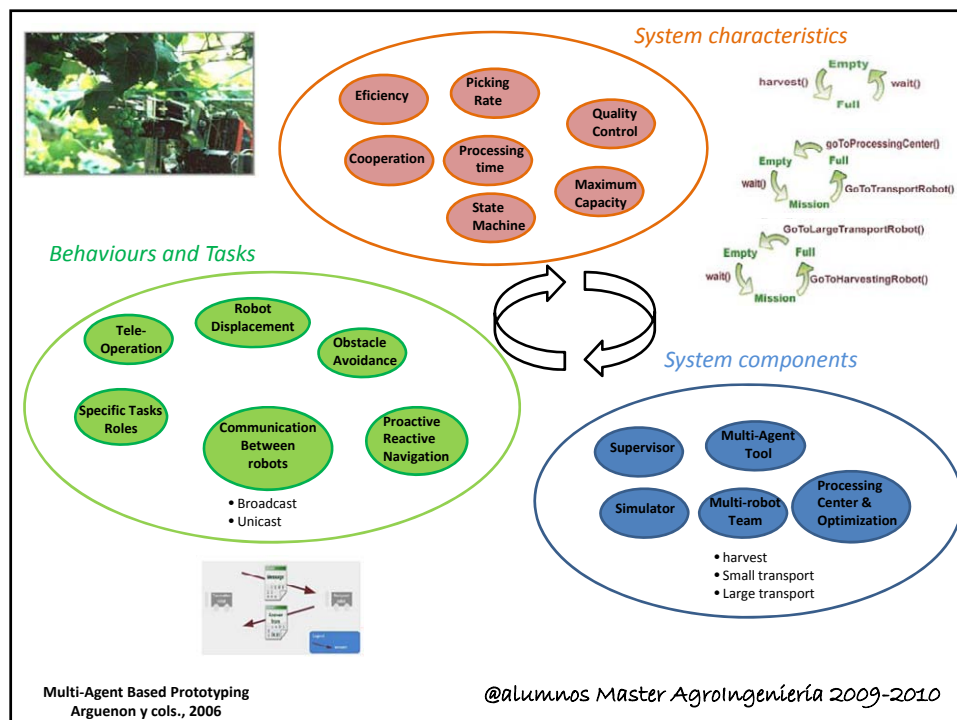 System characteristics
Eficiency
Picking
Rate
Quality
Control
Cooperation
Processing
time
Maximum
Capacity
State
Machine
Empty
harvest()
wait()
Full
goToProcessingCenter()
Empty
Full
wait()
GoToTransportRobot()
Mission
GoToLargeTransportRobot()
Empty
Full
wait()
GoToHarvestingRobot()
Mission
Behaviours and Tasks
Tele-
Operation
Robot
Displacement
Obstacle
Avoidance
Specific Tasks
Roles
Communication
Between
robots
Proactive
Reactive
Navigation
• Broadcast
• Unicast
System components
Supervisor
Multi-Agent
Tool
Simulator
Multi-robot
Team
Processing
Center &
Optimization
• harvest
• Small transport
• Large transport
Message
Multi-Agent Based Prototyping
Arguenon y cols., 2006
@alumnos Master AgroIngeniería 2009-2010